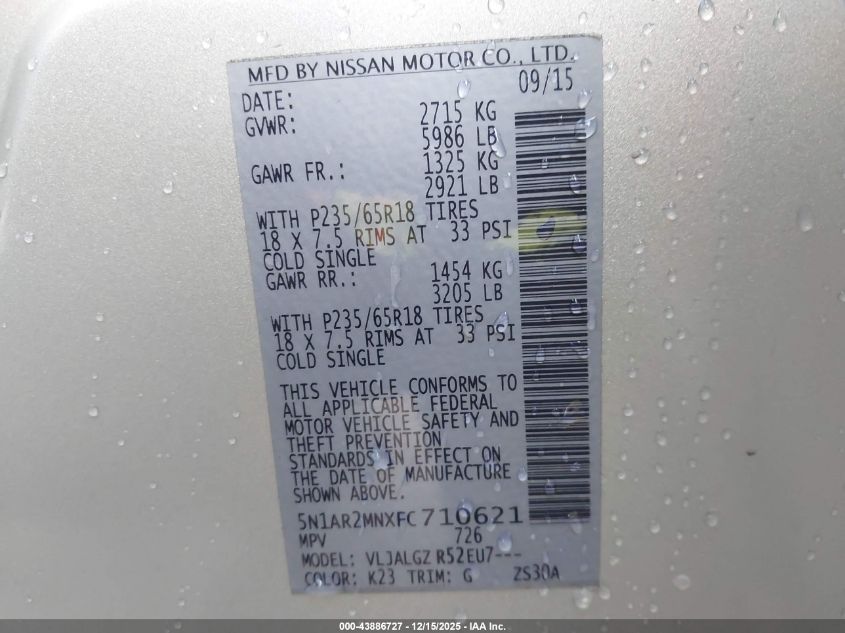 MFD BY NISSAN MOTOR CO., LTD.
DATE: 09/15
GVWR: 2715 KG
5986 LB
GAWR FR.: 1325 KG
2921 LB
WITH P235/65R18 TIRES
18 X 7.5 RIMS AT 33 PSI
COLD SINGLE
GAWR RR.: 1454 KG
3205 LB
WITH P235/65R18 TIRES
18 X 7.5 RIMS AT 33 PSI
COLD SINGLE
THIS VEHICLE CONFORMS TO
ALL APPLICABLE FEDERAL
MOTOR VEHICLE SAFETY AND
THEFT PREVENTION
STANDARDS IN EFFECT ON
THE DATE OF MANUFACTURE
SHOWN ABOVE.
5N1AR2MNXFC710621
MPV 726
MODEL: VLJALGZ R52EU7---
COLOR: K23 TRIM: G ZS30A
000-43886727 - 12/15/2025 - IAA Inc.